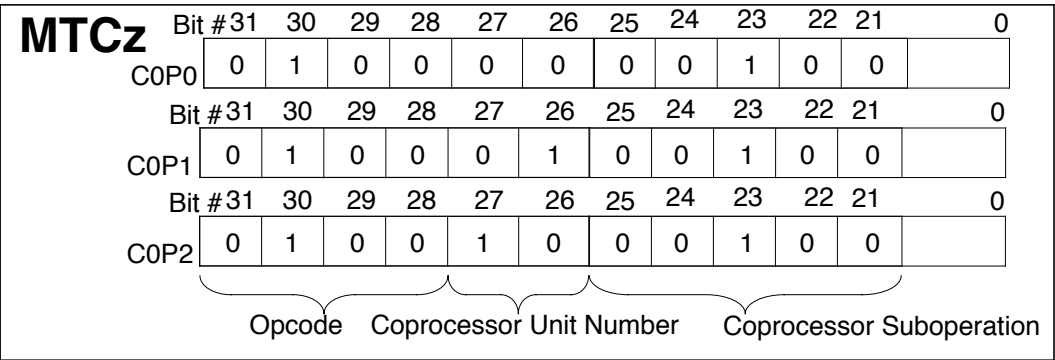 MTCz
Bit # 31 30 29 28 27 26 25 24 23 22 21 0
C0P0 0 1 0 0 0 0 0 0 1 0 0
Bit # 31 30 29 28 27 26 25 24 23 22 21 0
C0P1 0 1 0 0 0 1 0 0 1 0 0
Bit # 31 30 29 28 27 26 25 24 23 22 21 0
C0P2 0 1 0 0 1 0 0 0 1 0 0
Opcode Coprocessor Unit Number Coprocessor Suboperation